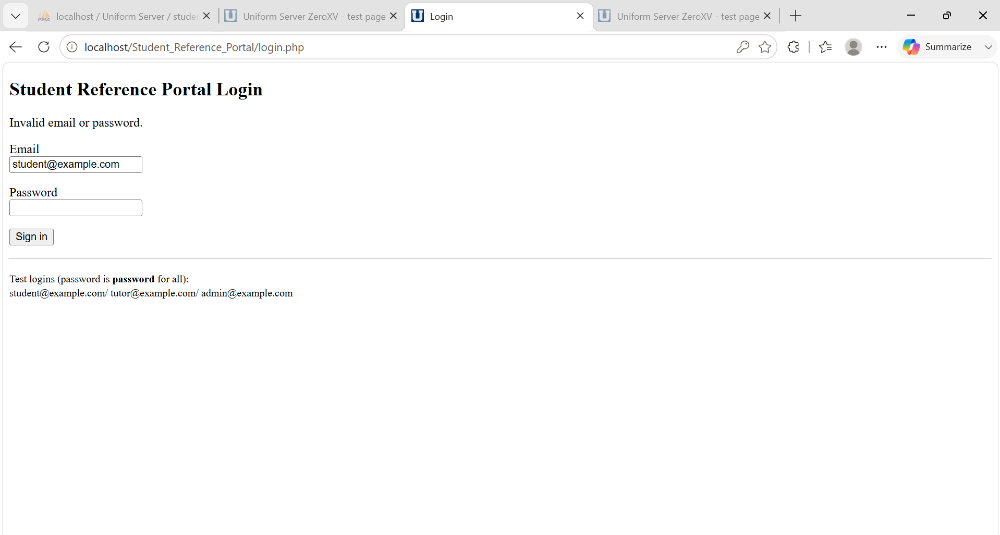 PMA localhost / Uniform Server / stude
Uniform Server ZeroXV - test page
Login
Uniform Server ZeroXV - test page
localhost/Student_Reference_Portal/login.php
Summarize
Student Reference Portal Login
Invalid email or password.
Email
student@example.com
Password
Sign in
Test logins (password is password for all):
student@example.com/ tutor@example.com/ admin@example.com